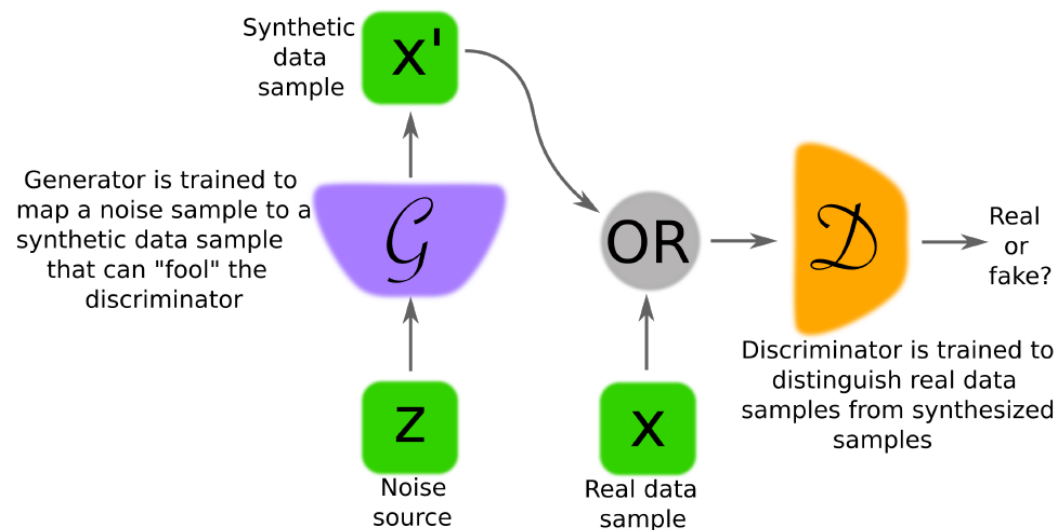 Synthetic
data
sample
x'
Generator is trained to
map a noise sample to a
synthetic data sample
that can "fool" the
discriminator
G
z
Noise
source
OR
x
Real data
sample
D
Real
or
fake?
Discriminator is trained to
distinguish real data
samples from synthesized
samples